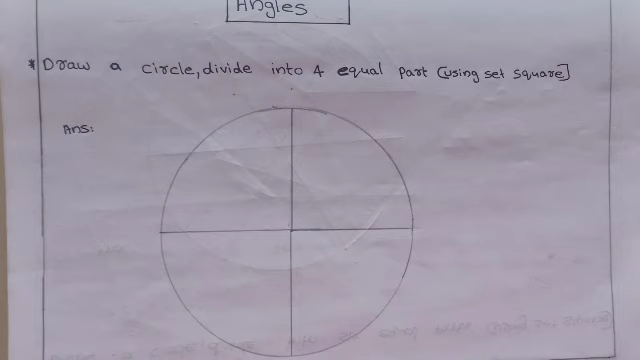 Angles
* Draw a circle, divide into 4 equal part [using set square]
Ans: